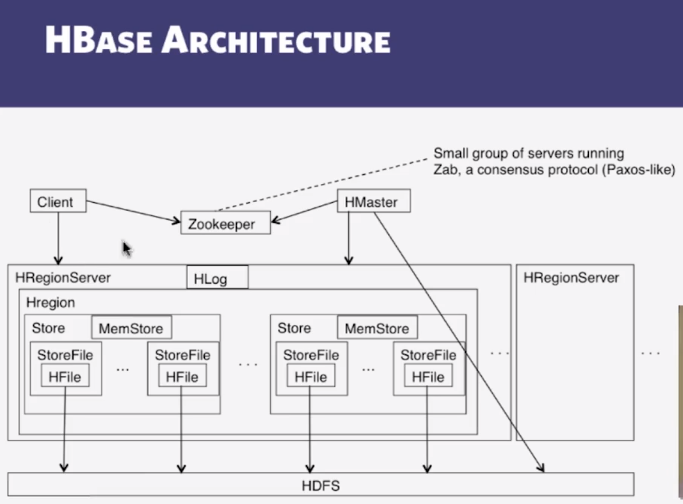 HBASE ARCHITECTURE
Small group of servers running
Zab, a consensus protocol (Paxos-like)
Client
Zookeeper
HMaster
HRegionServer
HLog
HRegionServer
Hregion
Store
MemStore
Store
MemStore
StoreFile
StoreFile
StoreFile
StoreFile
...
...
...
...
...
HFile
HFile
HFile
HFile
HDFS